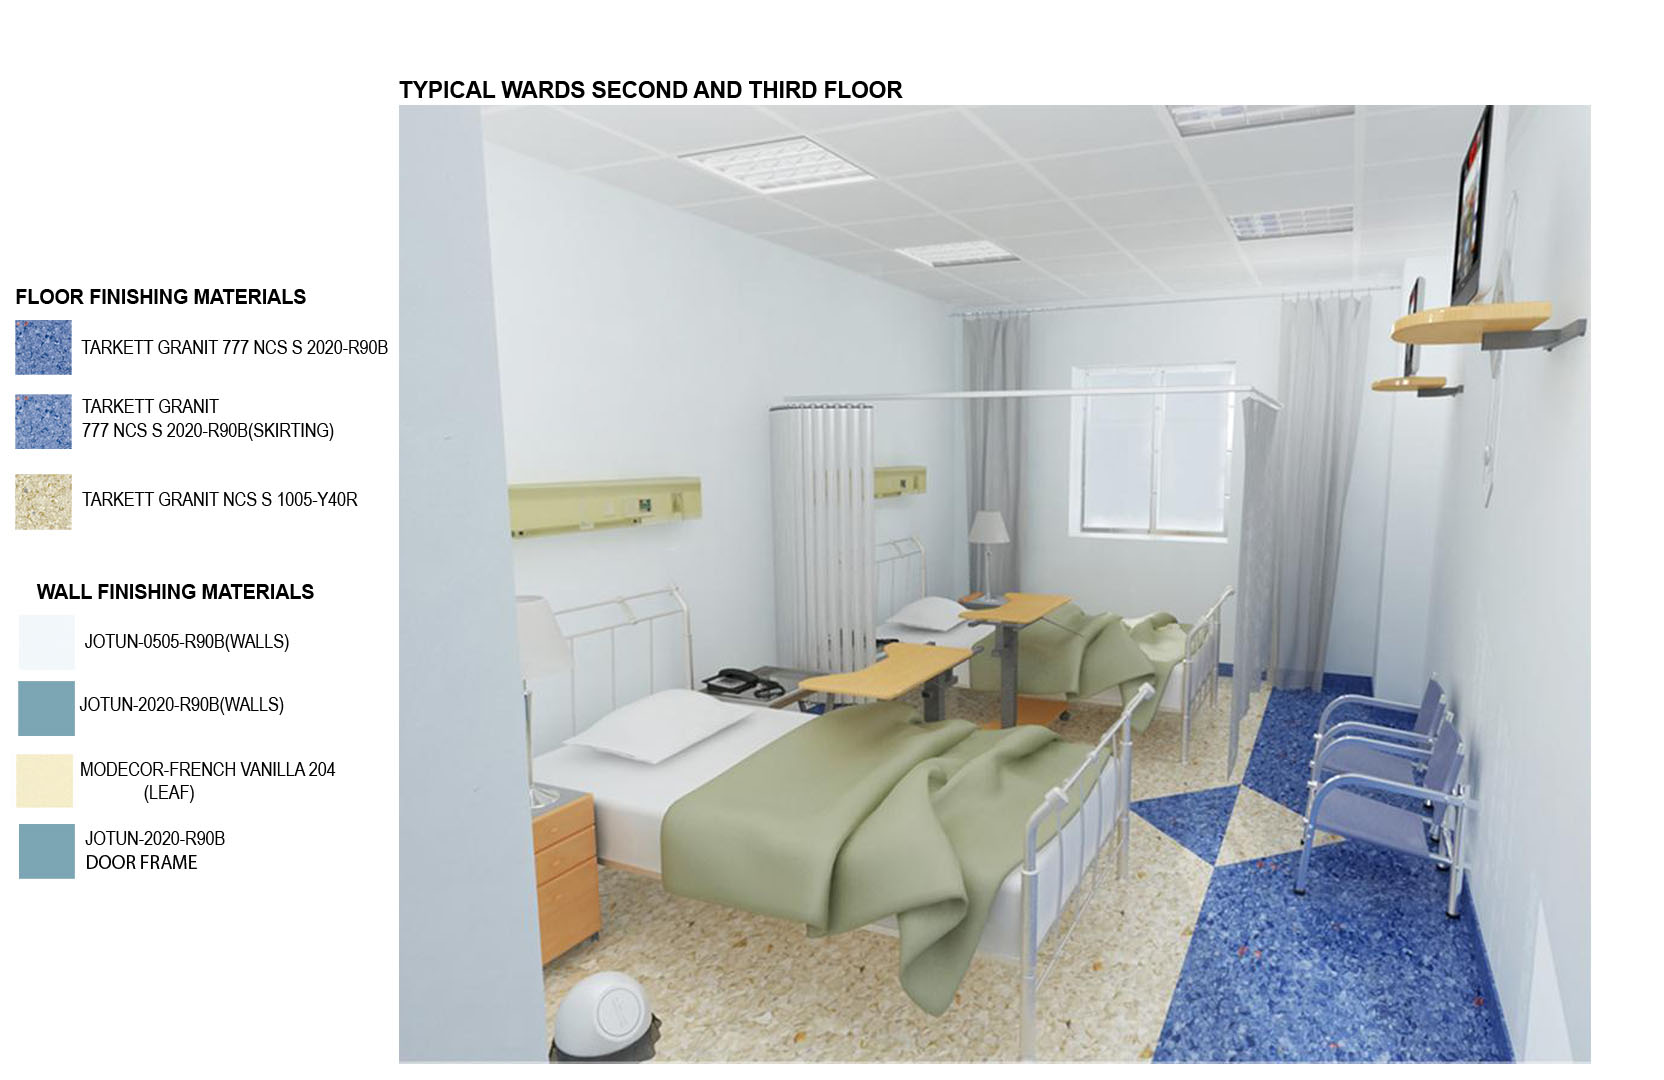 TYPICAL WARDS SECOND AND THIRD FLOOR
FLOOR FINISHING MATERIALS
TARKETT GRANIT 777 NCS S 2020-R90B
TARKETT GRANIT
777 NCS S 2020-R90B(SKIRTING)
TARKETT GRANIT NCS S 1005-Y40R
WALL FINISHING MATERIALS
JOTUN-0505-R90B(WALLS)
JOTUN-2020-R90B(WALLS)
MODECOR-FRENCH VANILLA 204
(LEAF)
JOTUN-2020-R90B
DOOR FRAME